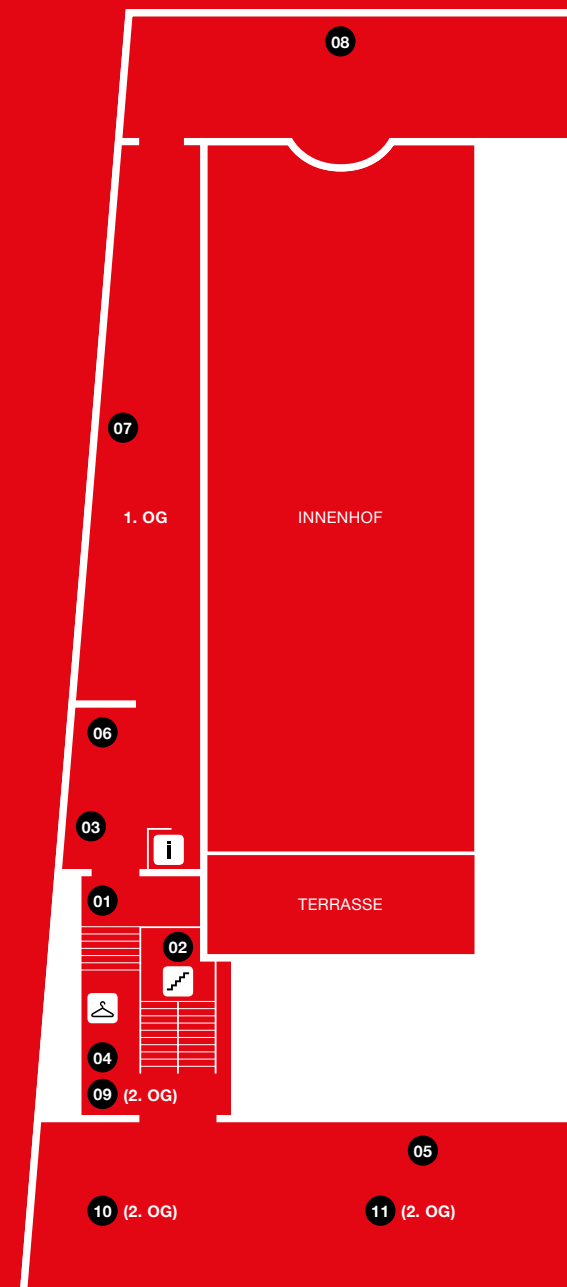 08
07
1. OG
INNENHOF
06
03
i
01
TERRASSE
02
04
09 (2. OG)
05
10 (2. OG)
11 (2. OG)